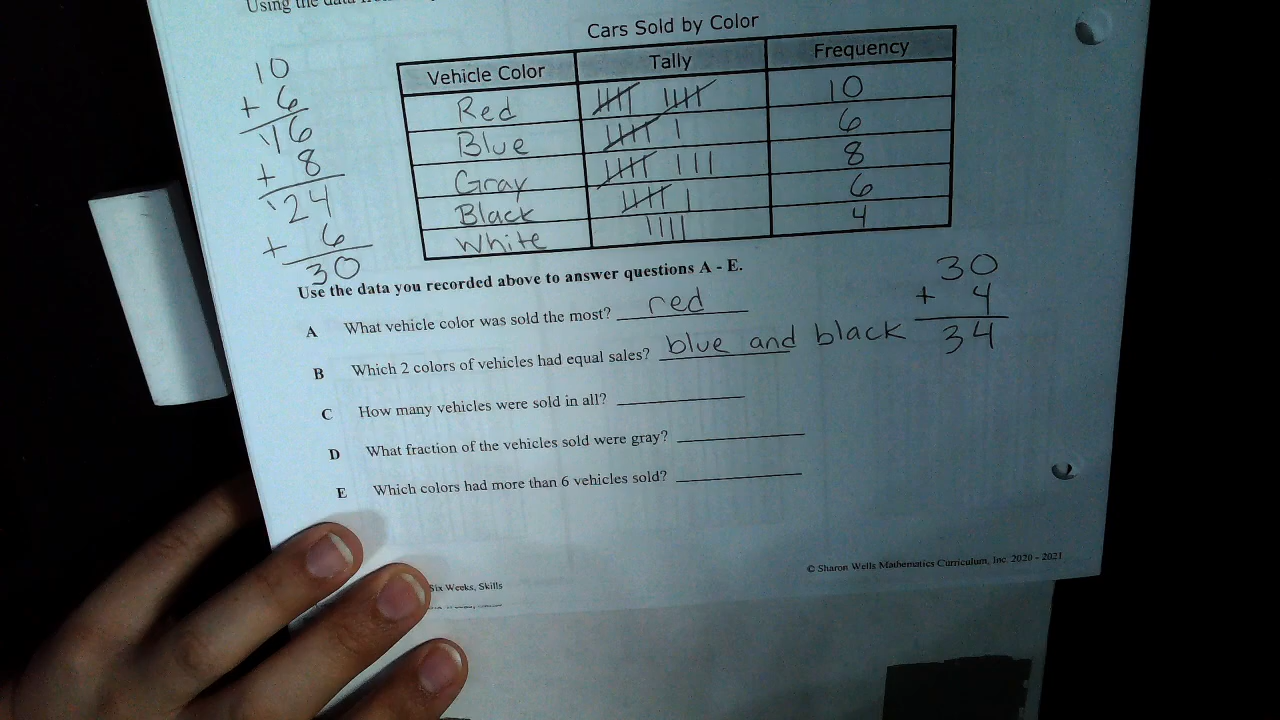 Using the data
Cars Sold by Color
Vehicle Color Tally Frequency
Red 10
Blue 6
Gray 8
Black 6
White 4
10
+ 6
16
+ 8
24
+ 6
30
Use the data you recorded above to answer questions A - E.
A What vehicle color was sold the most? red
B Which 2 colors of vehicles had equal sales? blue and black
C How many vehicles were sold in all?
D What fraction of the vehicles sold were gray?
E Which colors had more than 6 vehicles sold?
30
+ 4
34
© Sharon Wells Mathematics Curriculum, Inc. 2020 - 2021
Six Weeks, Skills